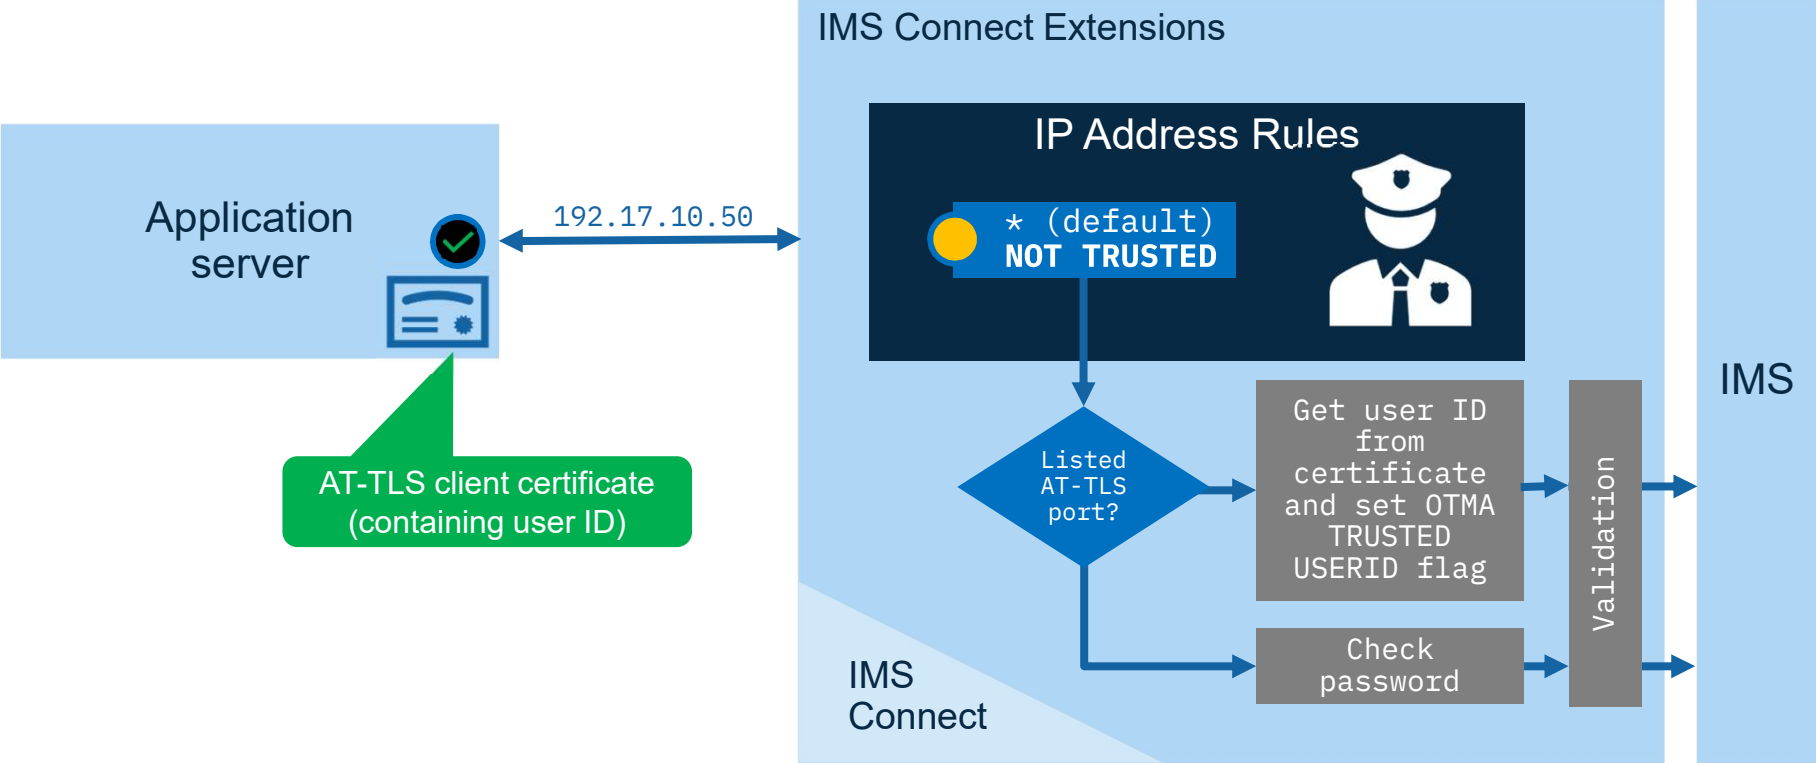 IMS Connect Extensions
IP Address Rules
Application
server
192.17.10.50
* (default)
NOT TRUSTED
AT-TLS client certificate
(containing user ID)
Listed
AT-TLS
port?
Get user ID
from
certificate
and set OTMA
TRUSTED
USERID flag
Check
password
Validation
IMS
IMS
Connect